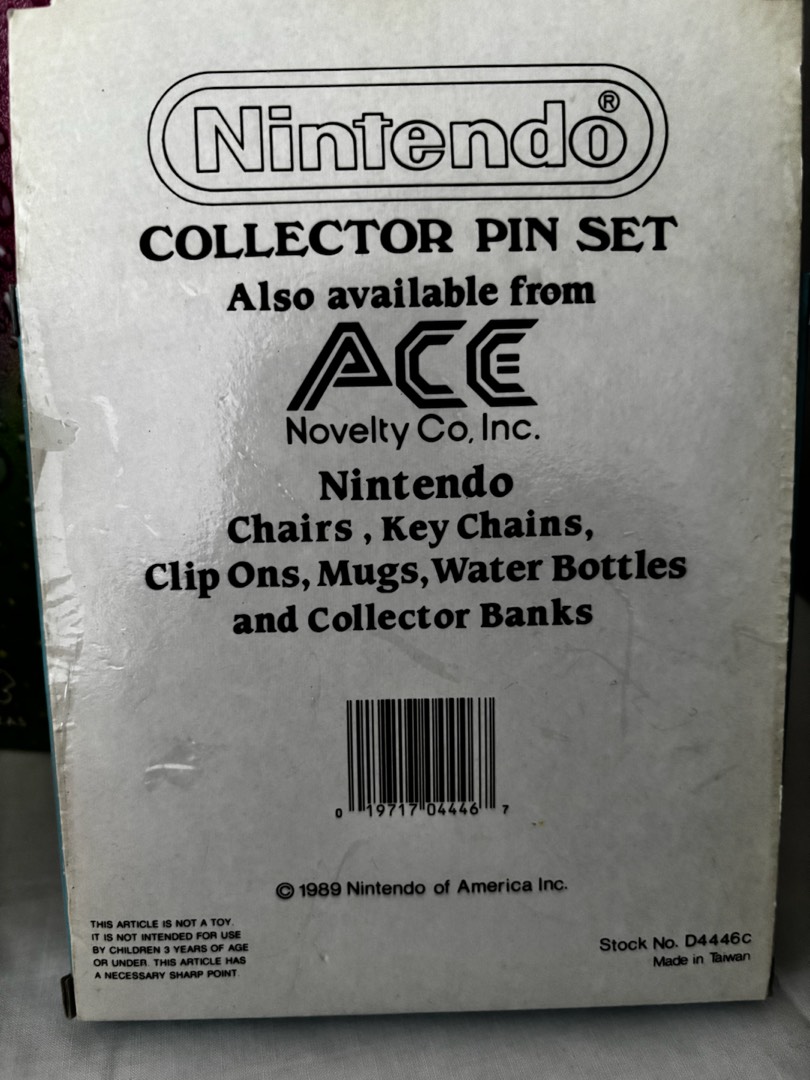 Nintendo®
COLLECTOR PIN SET
Also available from
ACE
Novelty Co, Inc.
Nintendo
Chairs , Key Chains,
Clip Ons, Mugs, Water Bottles
and Collector Banks
0 19717 04446 7
© 1989 Nintendo of America Inc.
THIS ARTICLE IS NOT A TOY.
IT IS NOT INTENDED FOR USE
BY CHILDREN 3 YEARS OF AGE
OR UNDER. THIS ARTICLE HAS
A NECESSARY SHARP POINT.
Stock No. D4446c
Made in Taiwan